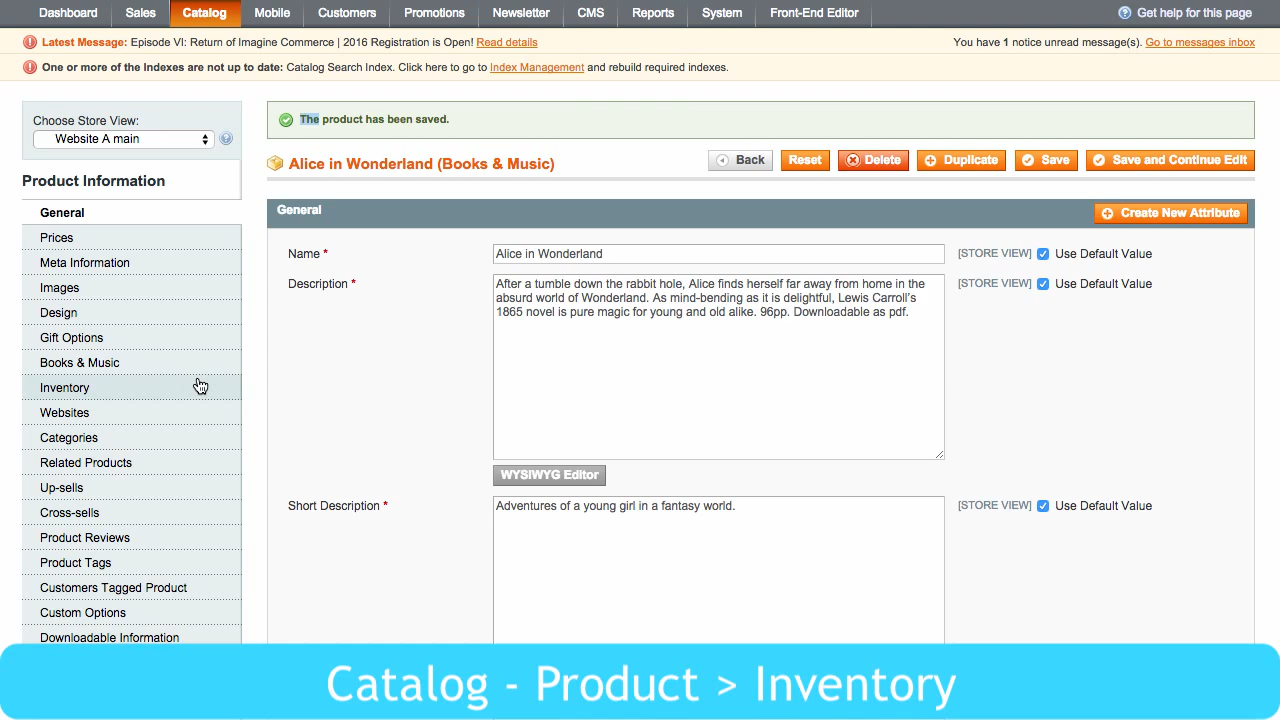 Dashboard Sales Catalog Mobile Customers Promotions Newsletter CMS Reports System Front-End Editor Get help for this page
Latest Message: Episode VI: Return of Imagine Commerce | 2016 Registration is Open! Read details You have 1 notice unread message(s). Go to messages inbox
One or more of the Indexes are not up to date: Catalog Search Index. Click here to go to Index Management and rebuild required indexes.
Choose Store View:
Website A main
Product Information
General
Prices
Meta Information
Images
Design
Gift Options
Books & Music
Inventory
Websites
Categories
Related Products
Up-sells
Cross-sells
Product Reviews
Product Tags
Customers Tagged Product
Custom Options
Downloadable Information
The product has been saved.
Alice in Wonderland (Books & Music) Back Reset Delete Duplicate Save Save and Continue Edit
General Create New Attribute
Name * Alice in Wonderland [STORE VIEW] Use Default Value
Description * After a tumble down the rabbit hole, Alice finds herself far away from home in the [STORE VIEW] Use Default Value
absurd world of Wonderland. As mind-bending as it is delightful, Lewis Carroll's
1865 novel is pure magic for young and old alike. 96pp. Downloadable as pdf.
WYSIWYG Editor
Short Description * Adventures of a young girl in a fantasy world. [STORE VIEW] Use Default Value
Catalog - Product > Inventory